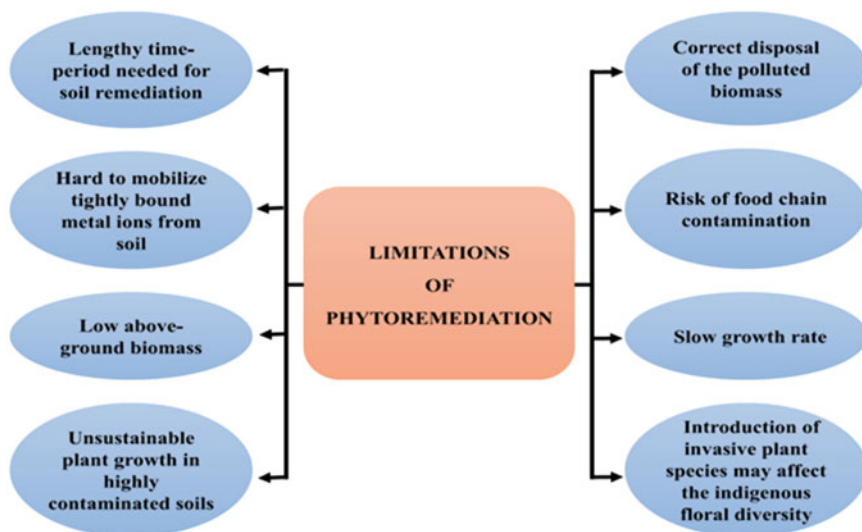 Lengthy time-
period needed for
soil remediation
Hard to mobilize
tightly bound
metal ions from
soil
Low above-
ground biomass
Unsustainable
plant growth in
highly
contaminated soils
LIMITATIONS
OF
PHYTOREMEDIATION
Correct disposal
of the polluted
biomass
Risk of food chain
contamination
Slow growth rate
Introduction of
invasive plant
species may affect
the indigenous
floral diversity